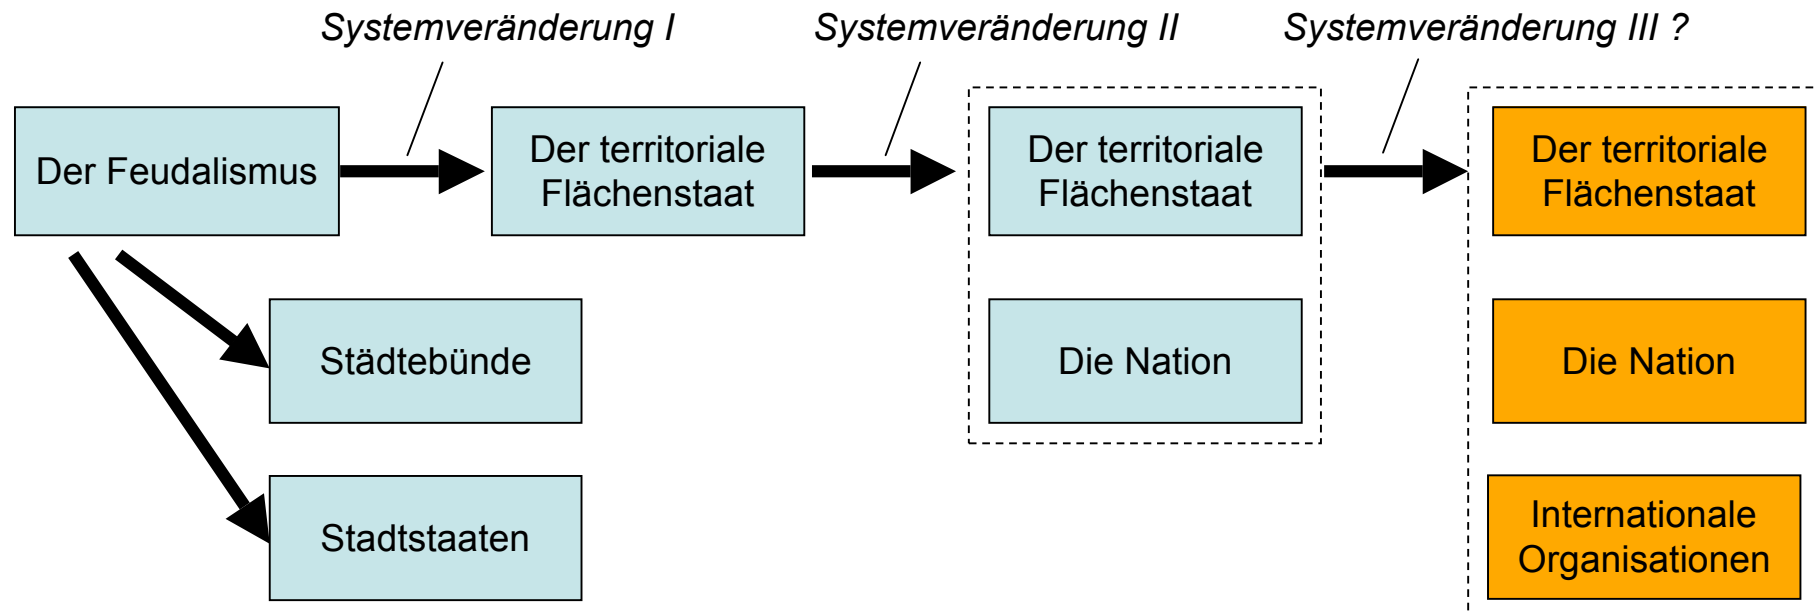 Systemveränderung I
Systemveränderung II
Systemveränderung III ?
Der Feudalismus
Der territoriale
Flächenstaat
Der territoriale
Flächenstaat
Der territoriale
Flächenstaat
Städtebünde
Die Nation
Die Nation
Stadtstaaten
Internationale
Organisationen